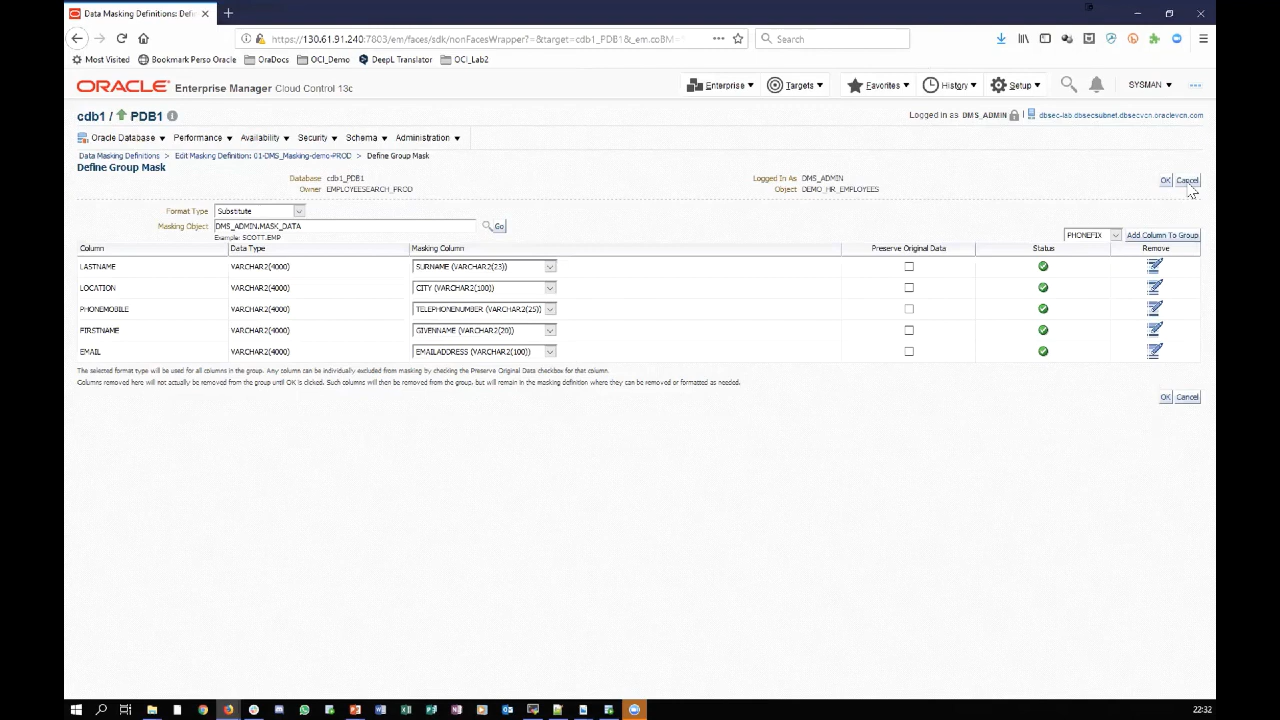 Data Masking Definitions: Defi
https://130.61.91.240:7803/em/faces/sdk/nonFacesWrapper?=&target=cdb1_PDB1&_em.coBM=
Search
Most Visited Bookmark Perso Oracle OraDocs OCI_Demo DeepL Translator OCI_Lab2
ORACLE Enterprise Manager Cloud Control 13c Enterprise Targets Favorites History Setup SYSMAN
cdb1 / PDB1 Logged in as DMS_ADMIN dbsec-lab.dbsecsubnet.dbsecvcn.oraclevcn.com
Oracle Database Performance Availability Security Schema Administration
Data Masking Definitions > Edit Masking Definition: 01-DMS_Masking-demo-PROD > Define Group Mask
Define Group Mask
Database cdb1_PDB1 Logged In As DMS_ADMIN OK Cancel
Owner EMPLOYEESEARCH_PROD Object DEMO_HR_EMPLOYEES
Format Type Substitute
Masking Object DMS_ADMIN.MASK_DATA Go
Example: SCOTT.EMP PHONEFIX Add Column To Group
Column Data Type Masking Column Preserve Original Data Status Remove
LASTNAME VARCHAR2(4000) SURNAME (VARCHAR2(23))
LOCATION VARCHAR2(4000) CITY (VARCHAR2(100))
PHONEMOBILE VARCHAR2(4000) TELEPHONENUMBER (VARCHAR2(25))
FIRSTNAME VARCHAR2(4000) GIVENNAME (VARCHAR2(20))
EMAIL VARCHAR2(4000) EMAILADDRESS (VARCHAR2(100))
The selected format type will be used for all columns in the group. Any column can be individually excluded from masking by checking the Preserve Original Data checkbox for that column.
Columns removed here will not actually be removed from the group until OK is clicked. Such columns will then be removed from the group, but will remain in the masking definition where they can be removed or formatted as needed.
OK Cancel
22:32